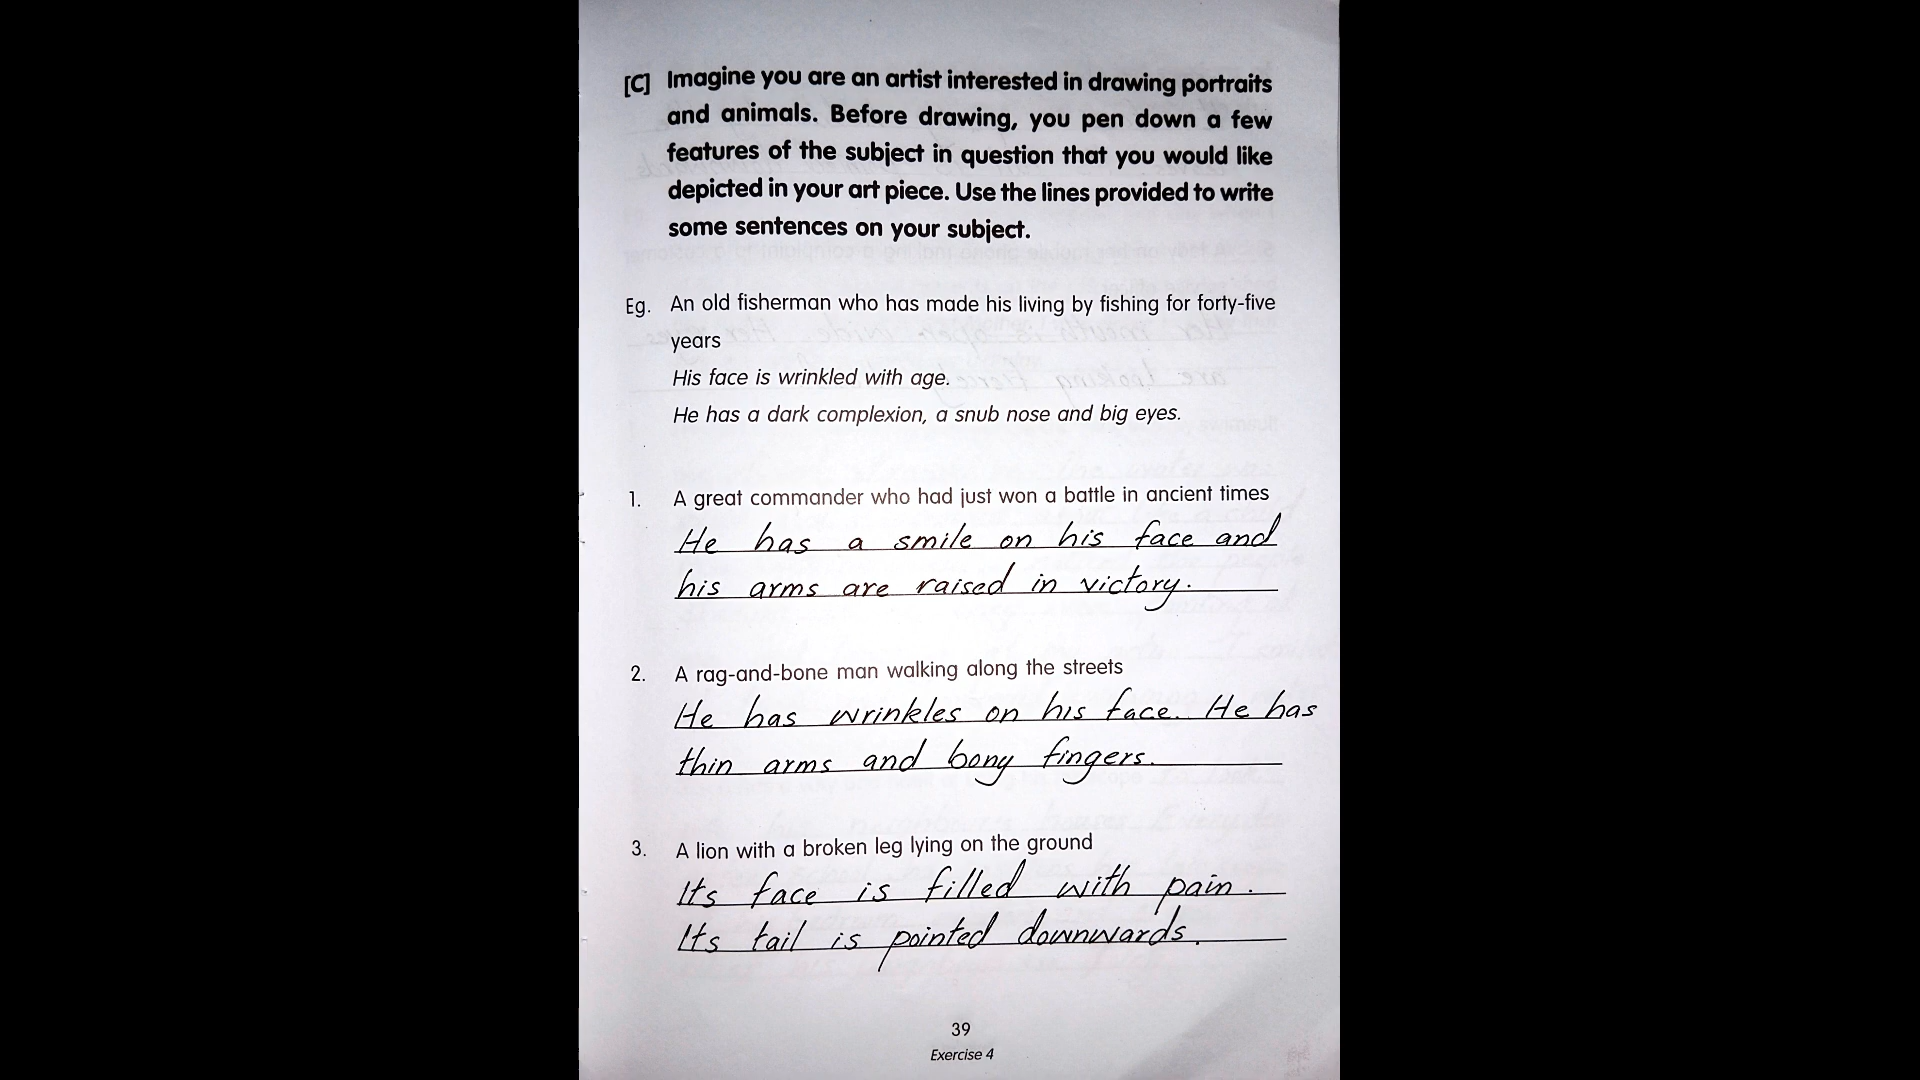 [C] Imagine you are an artist interested in drawing portraits
and animals. Before drawing, you pen down a few
features of the subject in question that you would like
depicted in your art piece. Use the lines provided to write
some sentences on your subject.
Eg. An old fisherman who has made his living by fishing for forty-five
years
His face is wrinkled with age.
He has a dark complexion, a snub nose and big eyes.
1. A great commander who had just won a battle in ancient times
He has a smile on his face and
his arms are raised in victory.
2. A rag-and-bone man walking along the streets
He has wrinkles on his face. He has
thin arms and bony fingers.
3. A lion with a broken leg lying on the ground
Its face is filled with pain.
Its tail is pointed downwards.
39
Exercise 4